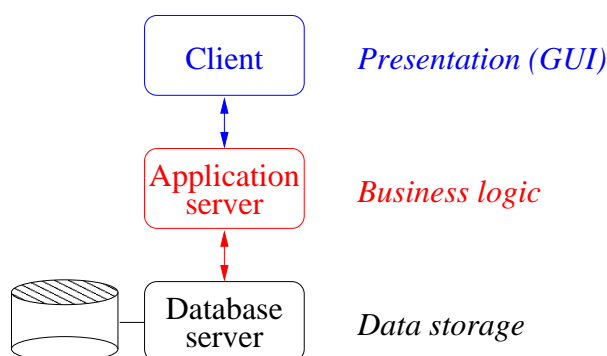 Client
Presentation (GUI)
Application
server
Business logic
Database
server
Data storage